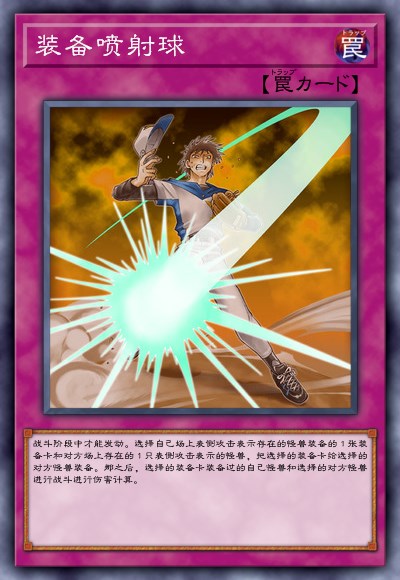 装备喷射球
トラップ
罠
トラップ
【罠カード】
战斗阶段中才能发动。选择自己场上表侧攻击表示存在的怪兽装备的１张装
备卡和对方场上存在的１只表侧攻击表示的怪兽，把选择的装备卡给选择的
对方怪兽装备。那之后，选择的装备卡装备过的自己怪兽和选择的对方怪兽
进行战斗进行伤害计算。